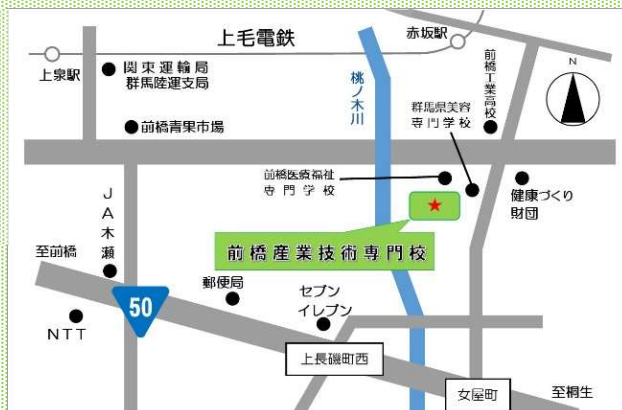 上毛電鉄
赤坂駅
上泉駅
関東運輸局
群馬陸運支局
桃ノ木川
前橋工業高校
N
群馬県美容
専門学校
前橋青果市場
前橋医療福祉
専門学校
健康づくり
財団
JA木瀬
至前橋
前橋産業技術専門校
郵便局
セブン
イレブン
50
NTT
上長磯町西
女屋町
至桐生